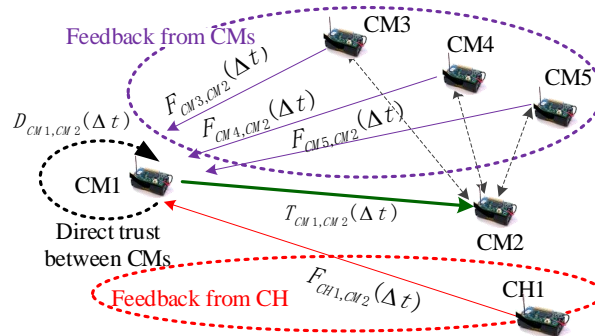 Feedback from CMs
CM3
CM4
CM5
F_{CM3,CM2}(Δt)
F_{CM4,CM2}(Δt)
F_{CM5,CM2}(Δt)
D_{CM1,CM2}(Δt)
CM1
T_{CM1,CM2}(Δt)
CM2
Direct trust
between CMs
F_{CH1,CM2}(Δt)
Feedback from CH
CH1